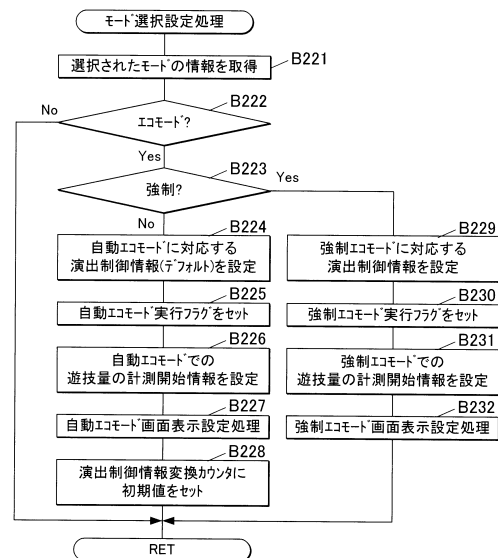 モード選択設定処理
選択されたモードの情報を取得
B221
B222
No
エコモード?
Yes
B223
強制?
Yes
No
B224
自動エコモードに対応する
演出制御情報(デフォルト)を設定
B225
自動エコモード実行フラグをセット
B226
自動エコモードでの
遊技量の計測開始情報を設定
B227
自動エコモード画面表示設定処理
B228
演出制御情報変換カウンタに
初期値をセット
B229
強制エコモードに対応する
演出制御情報を設定
B230
強制エコモード実行フラグをセット
B231
強制エコモードでの
遊技量の計測開始情報を設定
B232
強制エコモード画面表示設定処理
RET